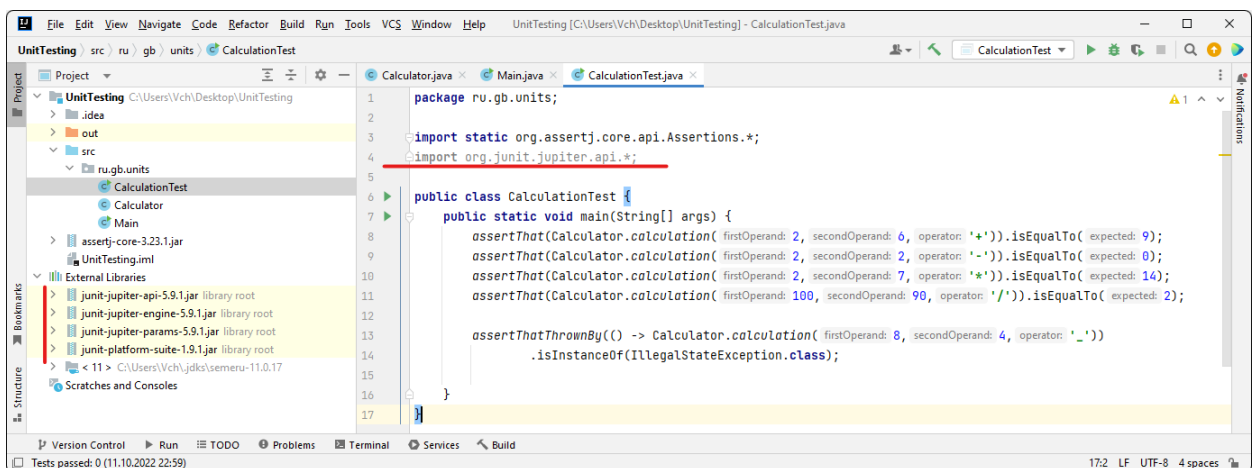 File Edit View Navigate Code Refactor Build Run Tools VCS Window Help UnitTesting [C:\Users\Vch\Desktop\UnitTesting] - CalculationTest.java
UnitTesting src ru gb units CalculationTest CalculationTest
Project
Project
Calculator.java Main.java CalculationTest.java
Notifications
UnitTesting C:\Users\Vch\Desktop\UnitTesting
.idea
out
src
ru.gb.units
CalculationTest
Calculator
Main
assertj-core-3.23.1.jar
UnitTesting.iml
External Libraries
junit-jupiter-api-5.9.1.jar library root
junit-jupiter-engine-5.9.1.jar library root
junit-jupiter-params-5.9.1.jar library root
junit-platform-suite-1.9.1.jar library root
< 11 > C:\Users\Vch\.jdks\semeru-11.0.17
Scratches and Consoles
Bookmarks
Structure
1 package ru.gb.units;
1
2
3 import static org.assertj.core.api.Assertions.*;
4 import org.junit.jupiter.api.*;
5
6 public class CalculationTest {
7 public static void main(String[] args) {
8 assertThat(Calculator.calculation( firstOperand: 2, secondOperand: 6, operator: '+')).isEqualTo( expected: 9);
9 assertThat(Calculator.calculation( firstOperand: 2, secondOperand: 2, operator: '-')).isEqualTo( expected: 0);
10 assertThat(Calculator.calculation( firstOperand: 2, secondOperand: 7, operator: '*')).isEqualTo( expected: 14);
11 assertThat(Calculator.calculation( firstOperand: 100, secondOperand: 90, operator: '/')).isEqualTo( expected: 2);
12
13 assertThatThrownBy(() -> Calculator.calculation( firstOperand: 8, secondOperand: 4, operator: '_'))
14 .isInstanceOf(IllegalStateException.class);
15
16 }
17 }
Version Control Run TODO Problems Terminal Services Build
Tests passed: 0 (11.10.2022 22:59) 17:2 LF UTF-8 4 spaces